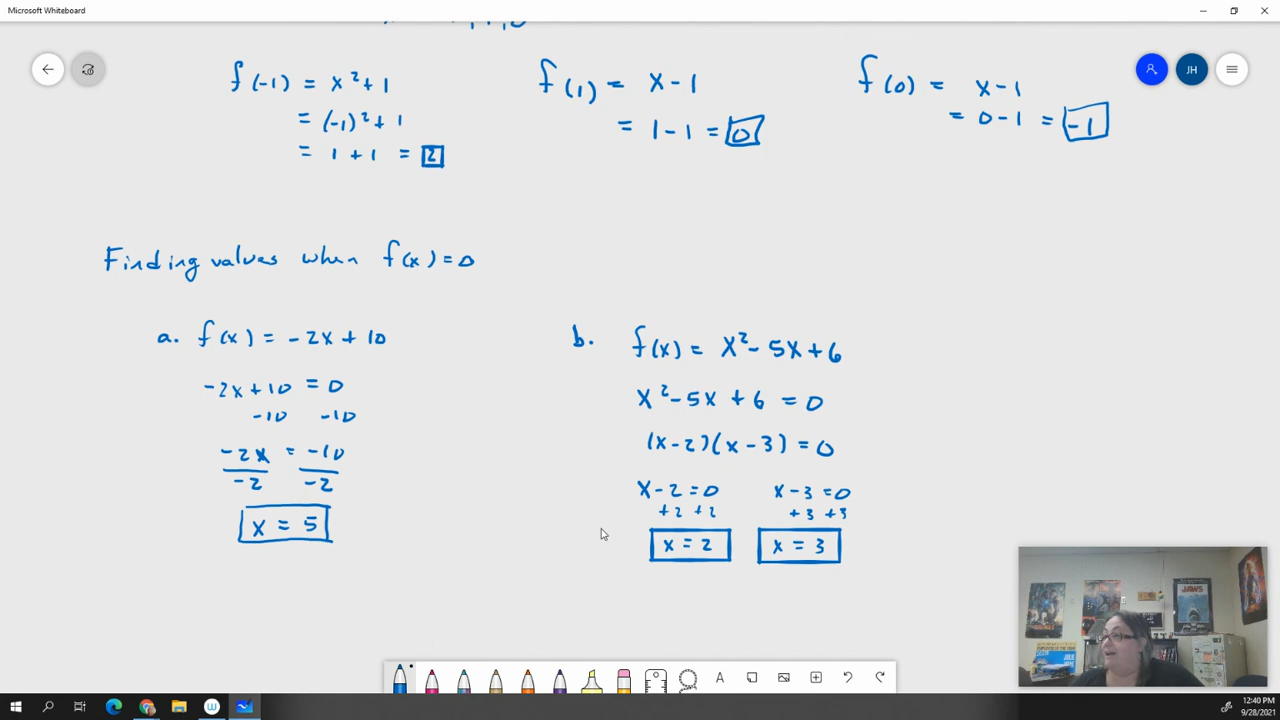 Microsoft Whiteboard
f(-1) = x²+1
= (-1)²+1
= 1+1 = 2
f(1) = x-1
= 1-1 = 0
f(0) = x-1
= 0-1 = -1
JH
Finding values when f(x)=0
a. f(x) = -2x+10
-2x+10 = 0
-10 -10
-2x = -10
-2 -2
x = 5
b. f(x) = x²-5x+6
x²-5x+6 = 0
(x-2)(x-3) = 0
x-2=0 x-3=0
+2 +2 +3 +3
x = 2 x = 3
JAWS
A
12:40 PM
9/28/2021